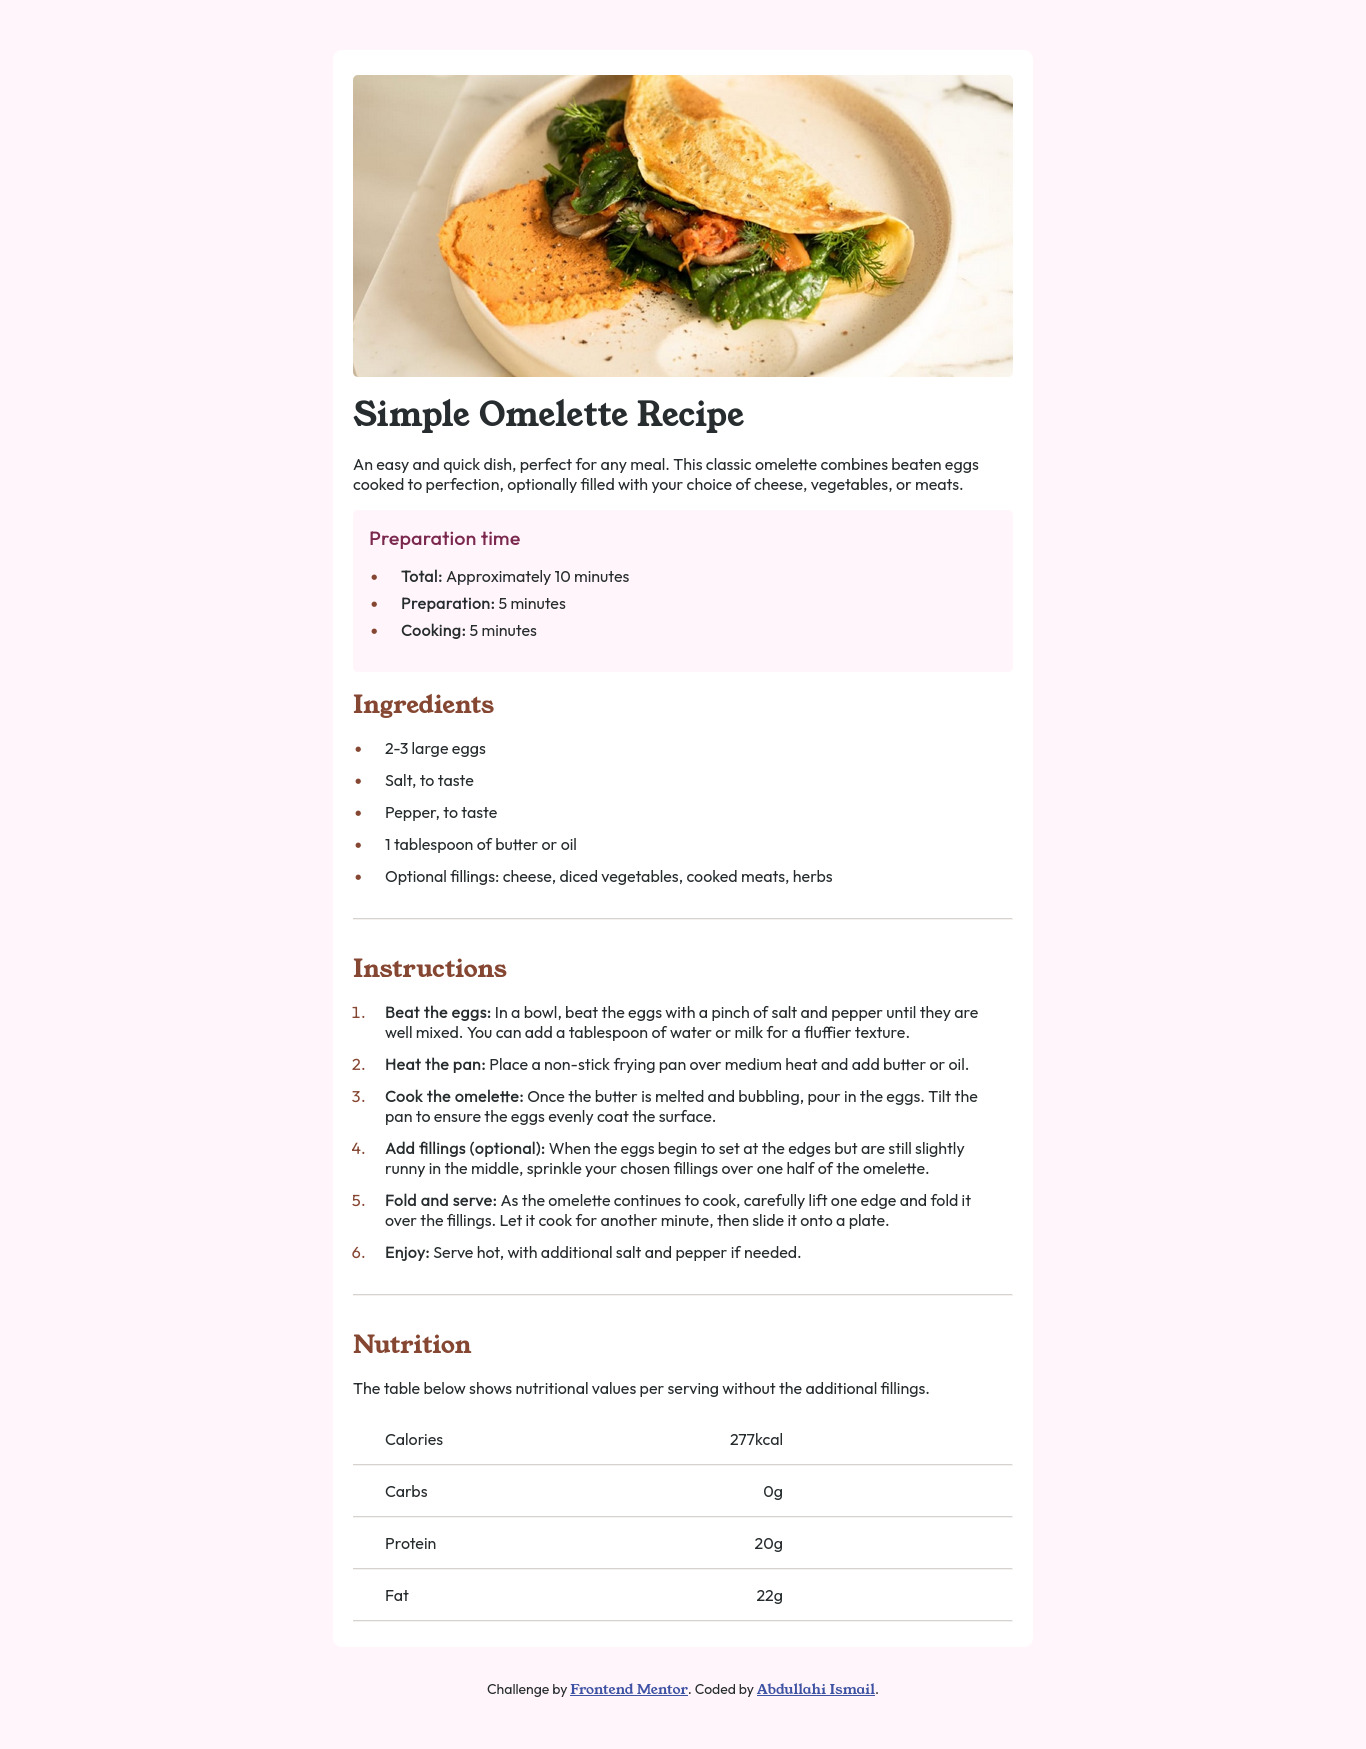 Simple Omelette Recipe
An easy and quick dish, perfect for any meal. This classic omelette combines beaten eggs
cooked to perfection, optionally filled with your choice of cheese, vegetables, or meats.
Preparation time
• Total: Approximately 10 minutes
• Preparation: 5 minutes
• Cooking: 5 minutes
Ingredients
• 2-3 large eggs
• Salt, to taste
• Pepper, to taste
• 1 tablespoon of butter or oil
• Optional fillings: cheese, diced vegetables, cooked meats, herbs
Instructions
1. Beat the eggs: In a bowl, beat the eggs with a pinch of salt and pepper until they are
well mixed. You can add a tablespoon of water or milk for a fluffier texture.
2. Heat the pan: Place a non-stick frying pan over medium heat and add butter or oil.
3. Cook the omelette: Once the butter is melted and bubbling, pour in the eggs. Tilt the
pan to ensure the eggs evenly coat the surface.
4. Add fillings (optional): When the eggs begin to set at the edges but are still slightly
runny in the middle, sprinkle your chosen fillings over one half of the omelette.
5. Fold and serve: As the omelette continues to cook, carefully lift one edge and fold it
over the fillings. Let it cook for another minute, then slide it onto a plate.
6. Enjoy: Serve hot, with additional salt and pepper if needed.
Nutrition
The table below shows nutritional values per serving without the additional fillings.
Calories 277kcal
Carbs 0g
Protein 20g
Fat 22g
Challenge by Frontend Mentor. Coded by Abdullahi Ismail.